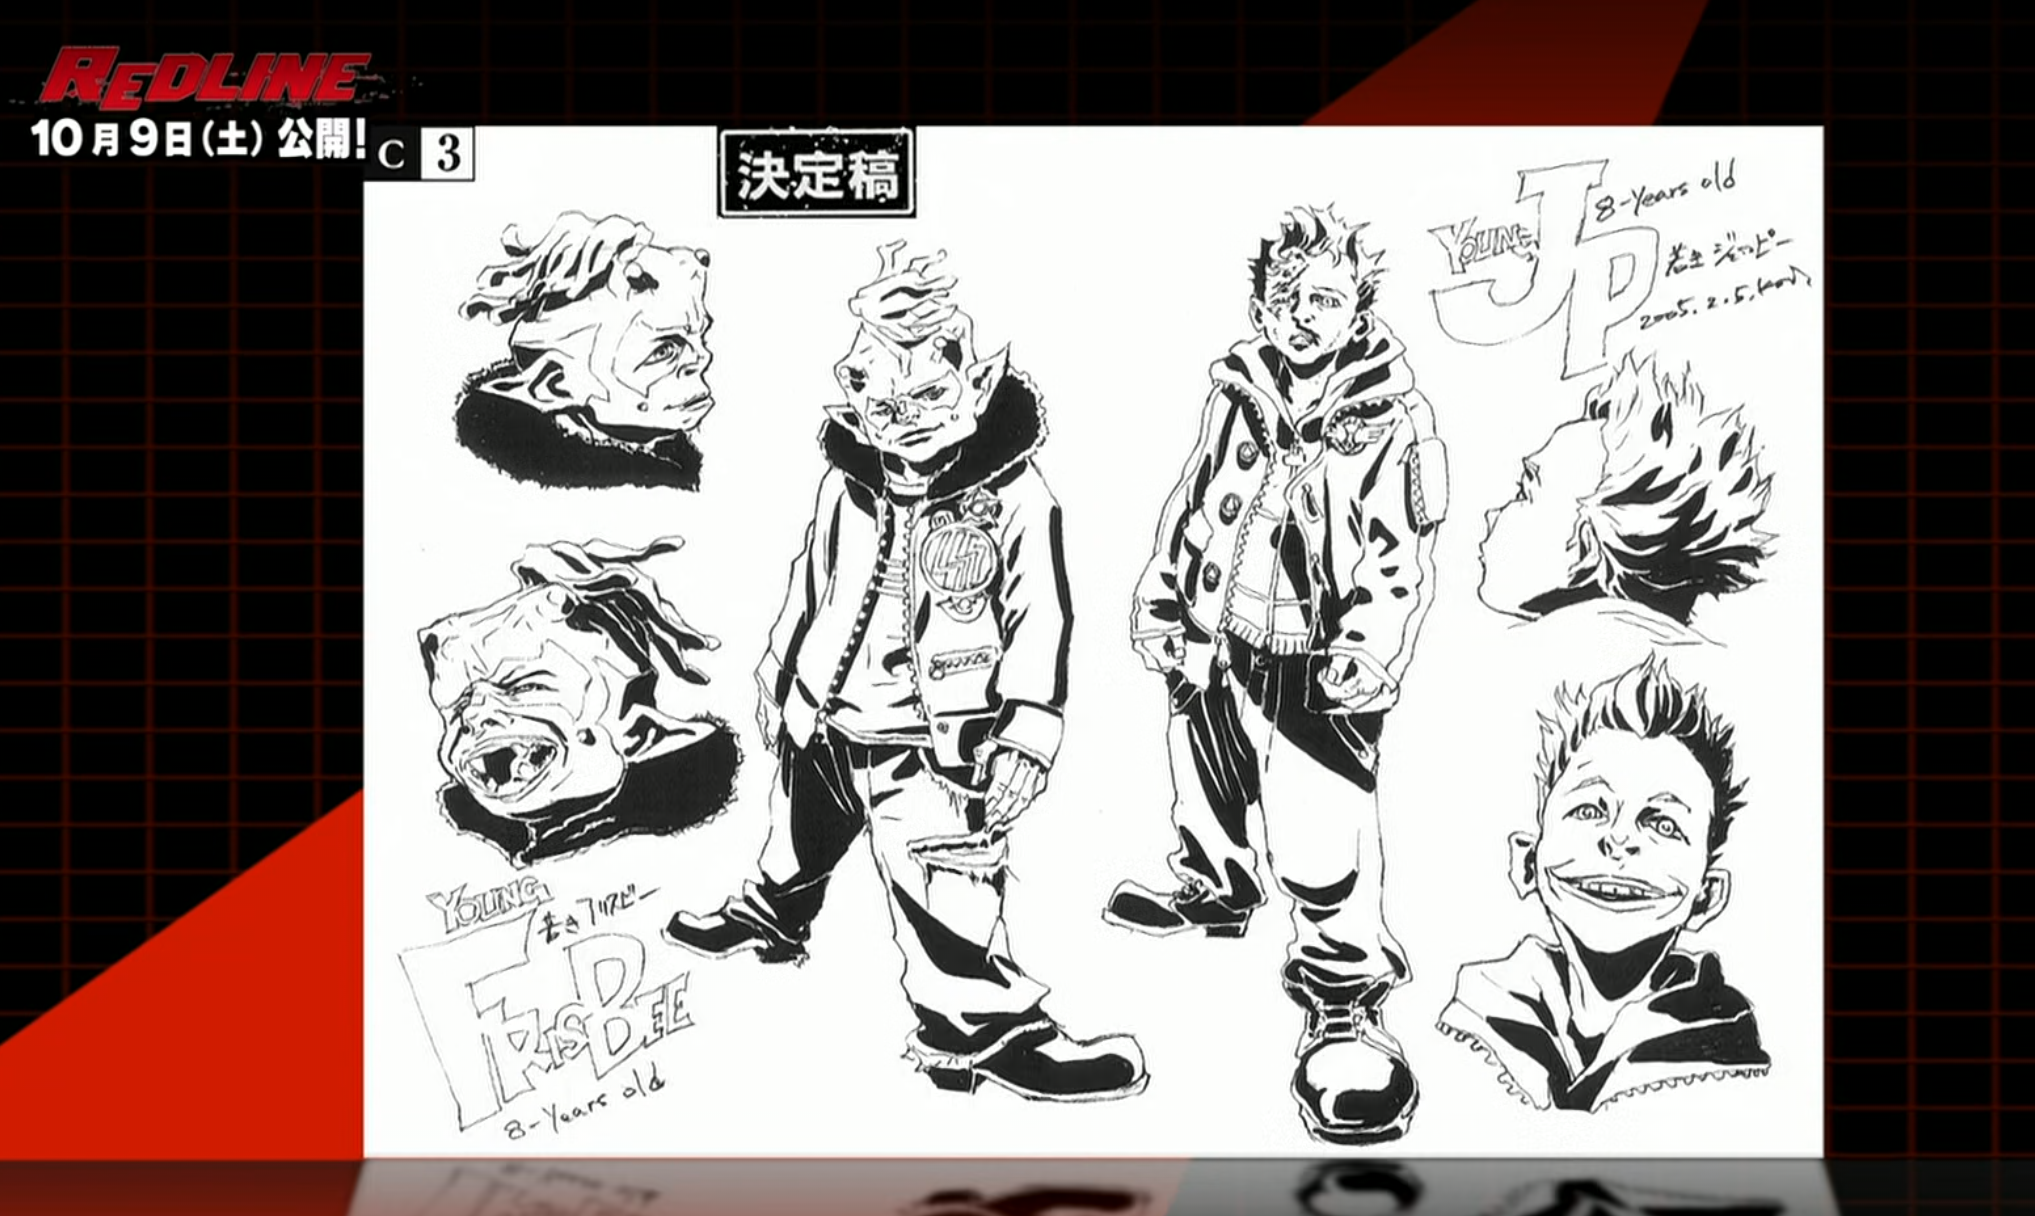 REDLINE
10月9日(土) 公開!
C 3
決定稿
YOUNG JP
8-Years old
若き ジェッピー
2005.2.5.
YOUNG
若き フリスビー
FRISBEE
8-Years old